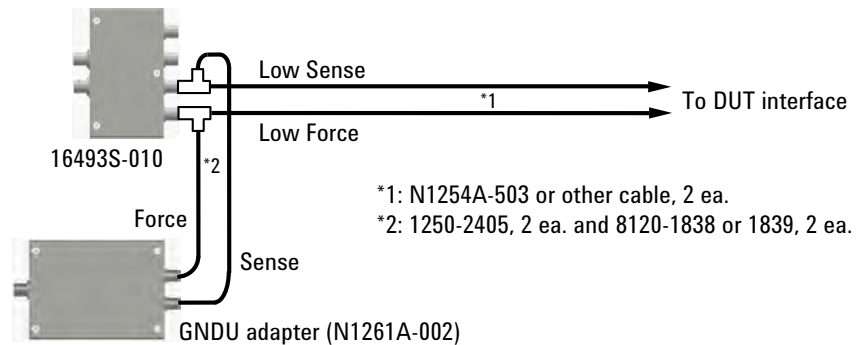 Low Sense
*1
To DUT interface
Low Force
16493S-010
*2
*1: N1254A-503 or other cable, 2 ea.
*2: 1250-2405, 2 ea. and 8120-1838 or 1839, 2 ea.
Force
Sense
GNDU adapter (N1261A-002)